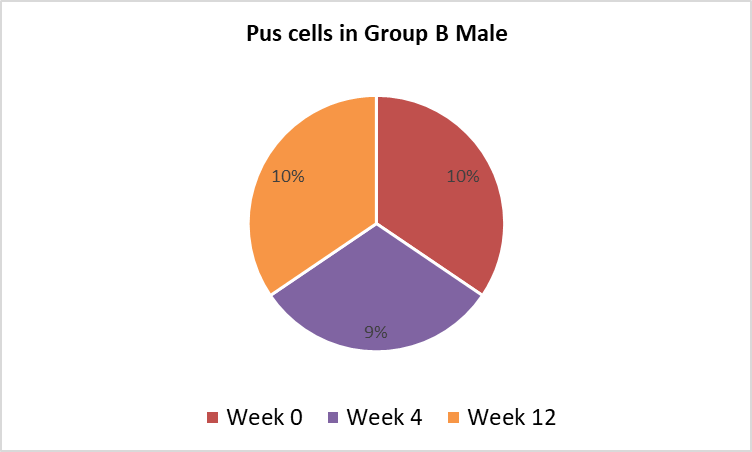 Pus cells in Group B Male
10%
10%
9%
Week 0
Week 4
Week 12